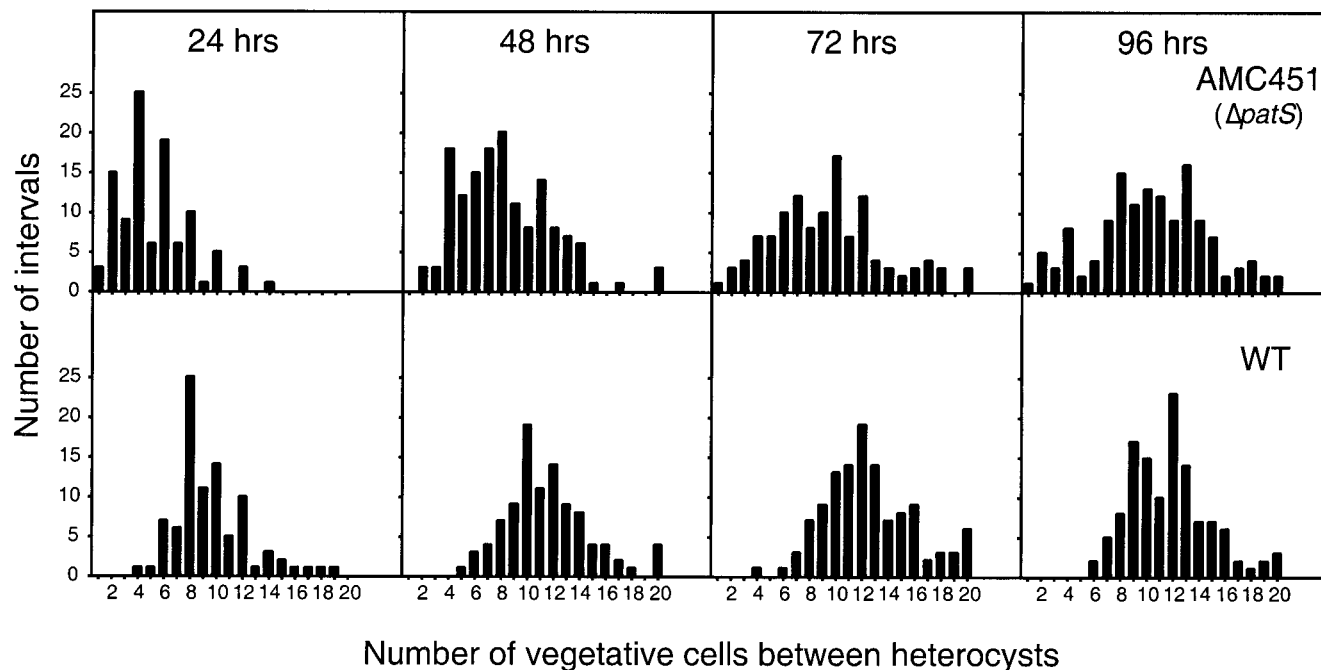 24 hrs
48 hrs
72 hrs
96 hrs
AMC451
(ΔpatS)
25
20
15
10
5
0
WT
25
20
15
10
5
0
Number of intervals
2 4 6 8 10 12 14 16 18 20
2 4 6 8 10 12 14 16 18 20
2 4 6 8 10 12 14 16 18 20
2 4 6 8 10 12 14 16 18 20
Number of vegetative cells between heterocysts